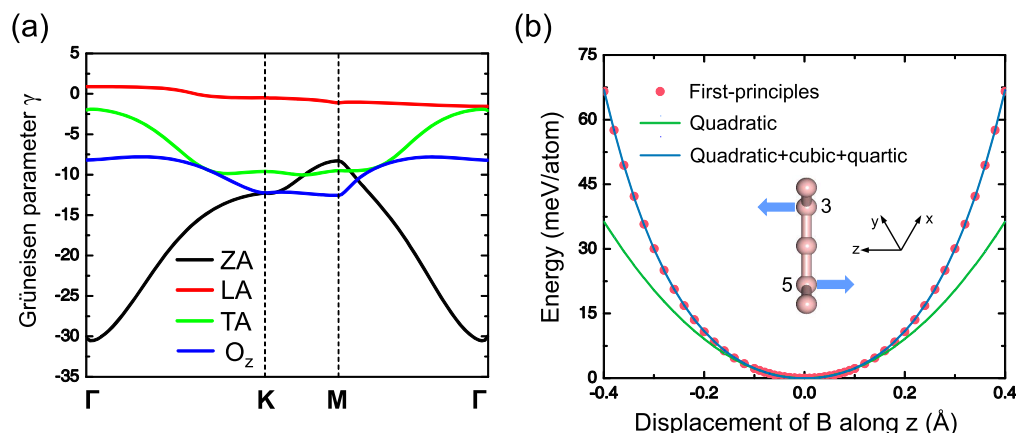 (a)
Grüneisen parameter γ
5
0
-5
-10
-15
-20
-25
-30
-35
ZA
LA
TA
Oz
Γ
K
M
Γ
(b)
Energy (meV/atom)
75
60
45
30
15
0
First-principles
Quadratic
Quadratic+cubic+quartic
3
5
y
x
z
-0.4
-0.2
0.0
0.2
0.4
Displacement of B along z (Å)